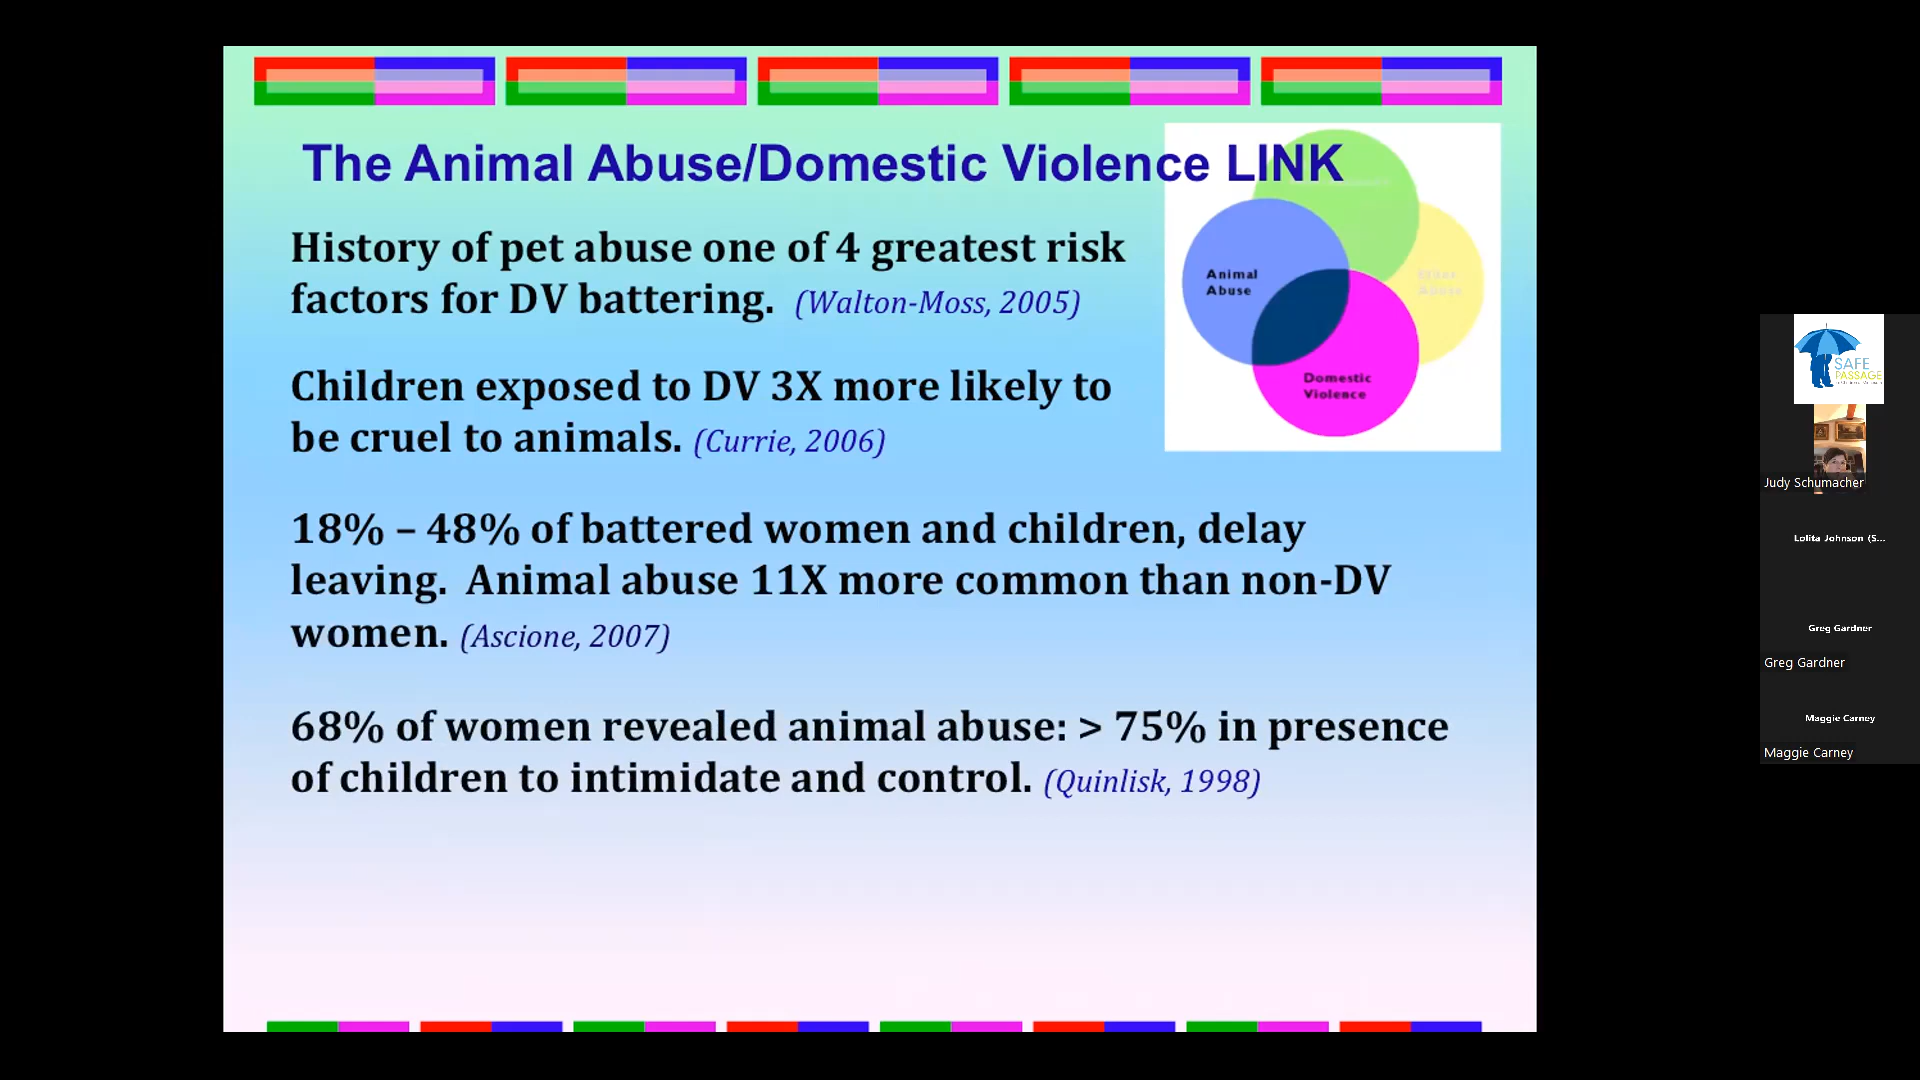 The Animal Abuse/Domestic Violence LINK
History of pet abuse one of 4 greatest risk
factors for DV battering. (Walton-Moss, 2005)
Children exposed to DV 3X more likely to
be cruel to animals. (Currie, 2006)
18% – 48% of battered women and children, delay
leaving. Animal abuse 11X more common than non-DV
women. (Ascione, 2007)
68% of women revealed animal abuse: > 75% in presence
of children to intimidate and control. (Quinlisk, 1998)
Animal
Abuse
Domestic
Violence
SAFE
PASSAGE
Judy Schumacher
Lolita Johnson (S...
Greg Gardner
Greg Gardner
Maggie Carney
Maggie Carney